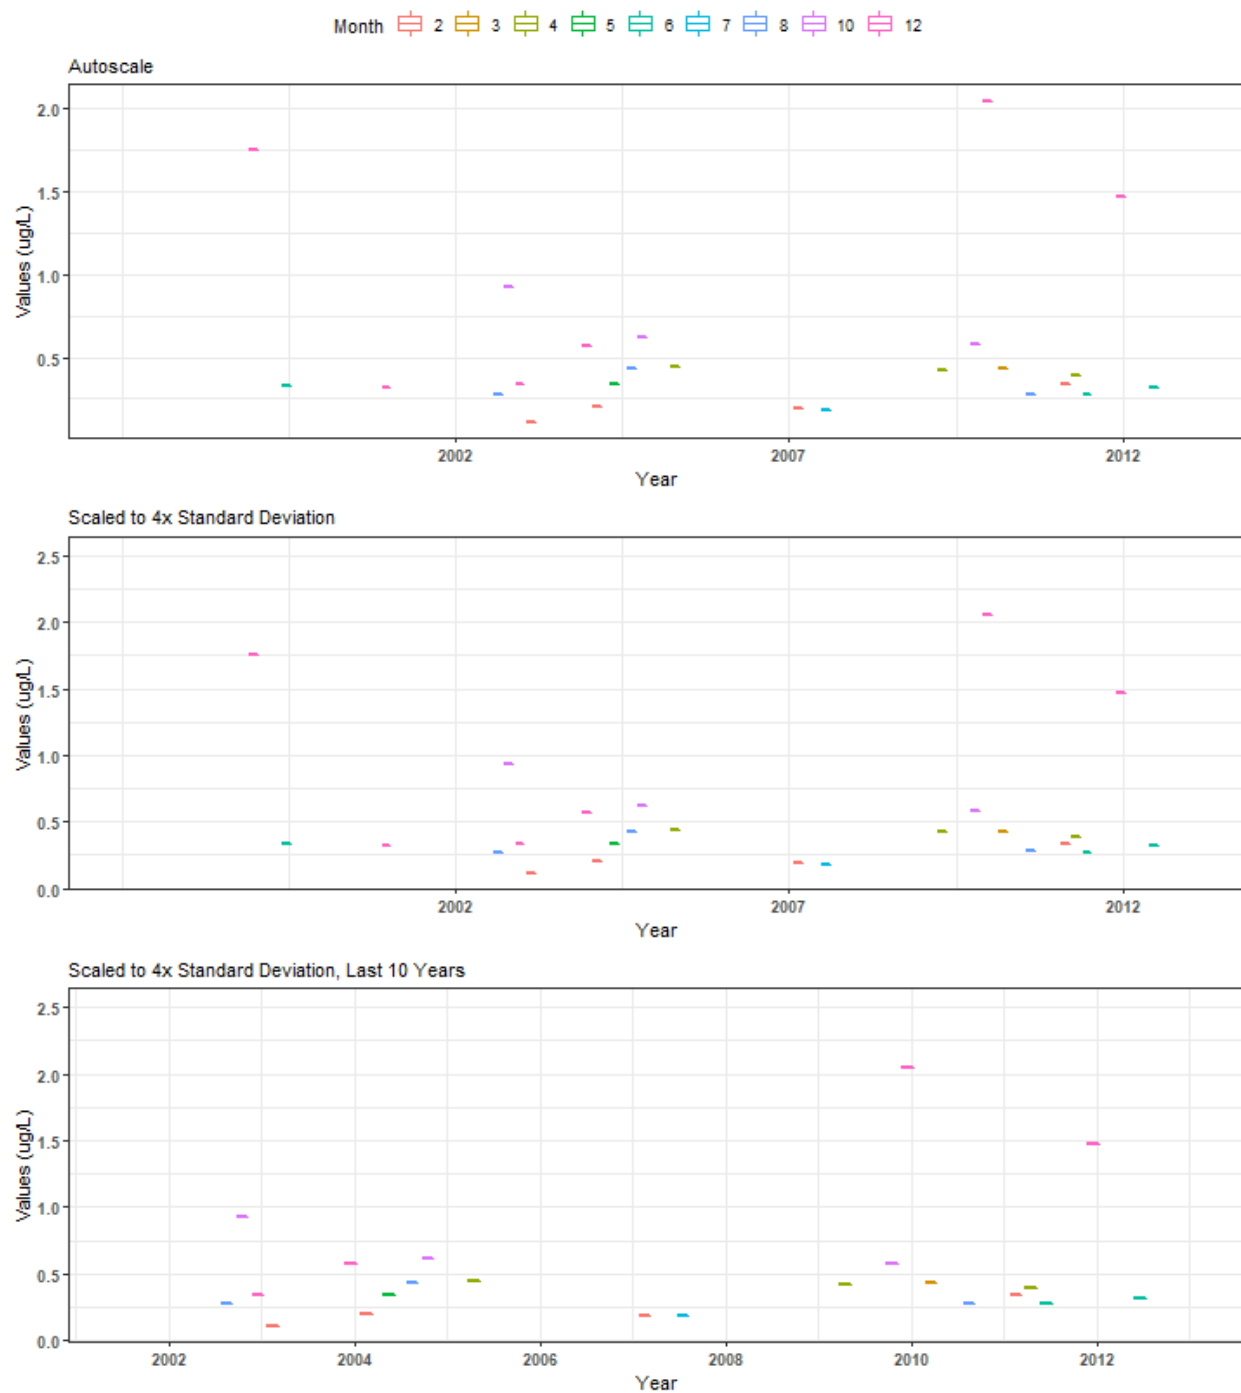 Month 2 3 4 5 6 7 8 10 12
Autoscale
2.0
1.5
1.0
0.5
Values (ug/L)
2002 2007 2012
Year
Scaled to 4x Standard Deviation
2.5
2.0
1.5
1.0
0.5
0.0
Values (ug/L)
2002 2007 2012
Year
Scaled to 4x Standard Deviation, Last 10 Years
2.5
2.0
1.5
1.0
0.5
0.0
Values (ug/L)
2002 2004 2006 2008 2010 2012
Year